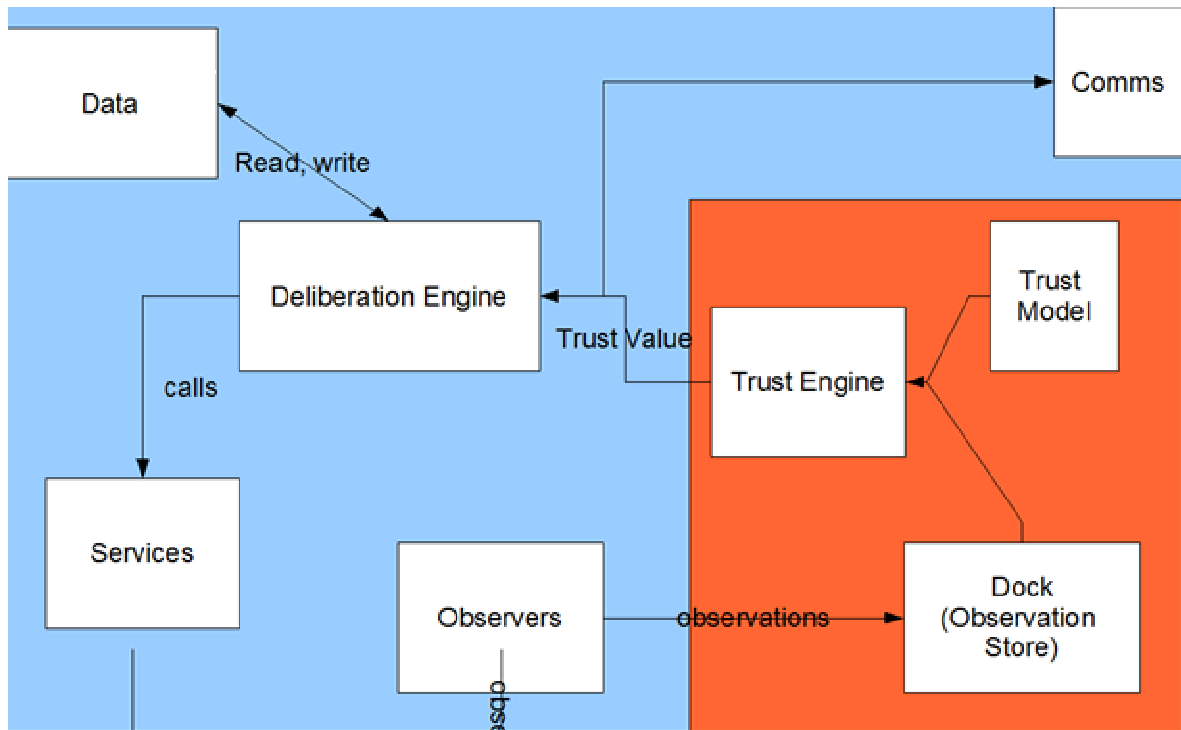 Data
Comms
Read, write
Deliberation Engine
Trust
Model
Trust Value
Trust Engine
calls
Services
Observers
observations
Dock
(Observation
Store)
obse